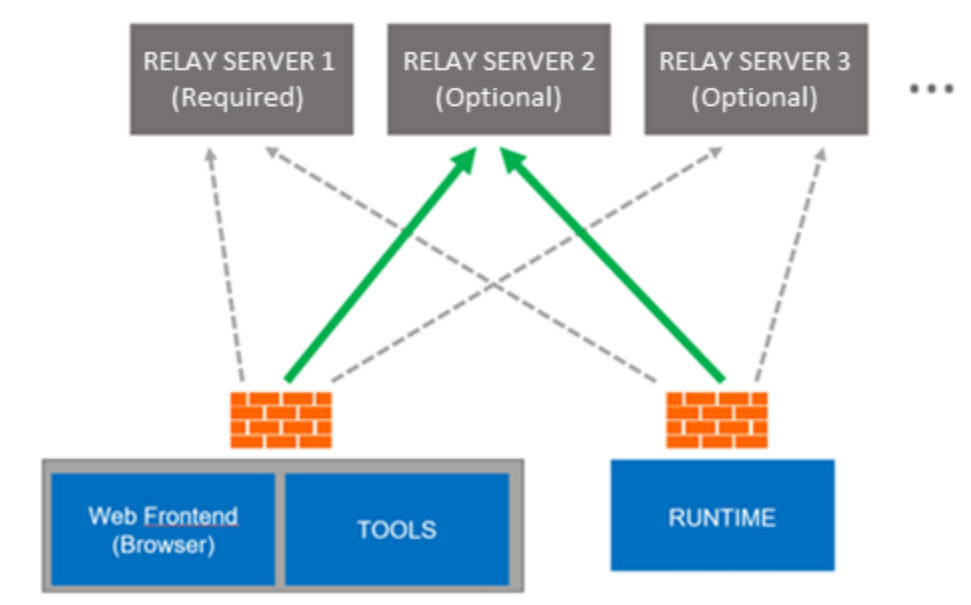 RELAY SERVER 1
(Required)
RELAY SERVER 2
(Optional)
RELAY SERVER 3
(Optional)
...
Web Frontend
(Browser)
TOOLS
RUNTIME